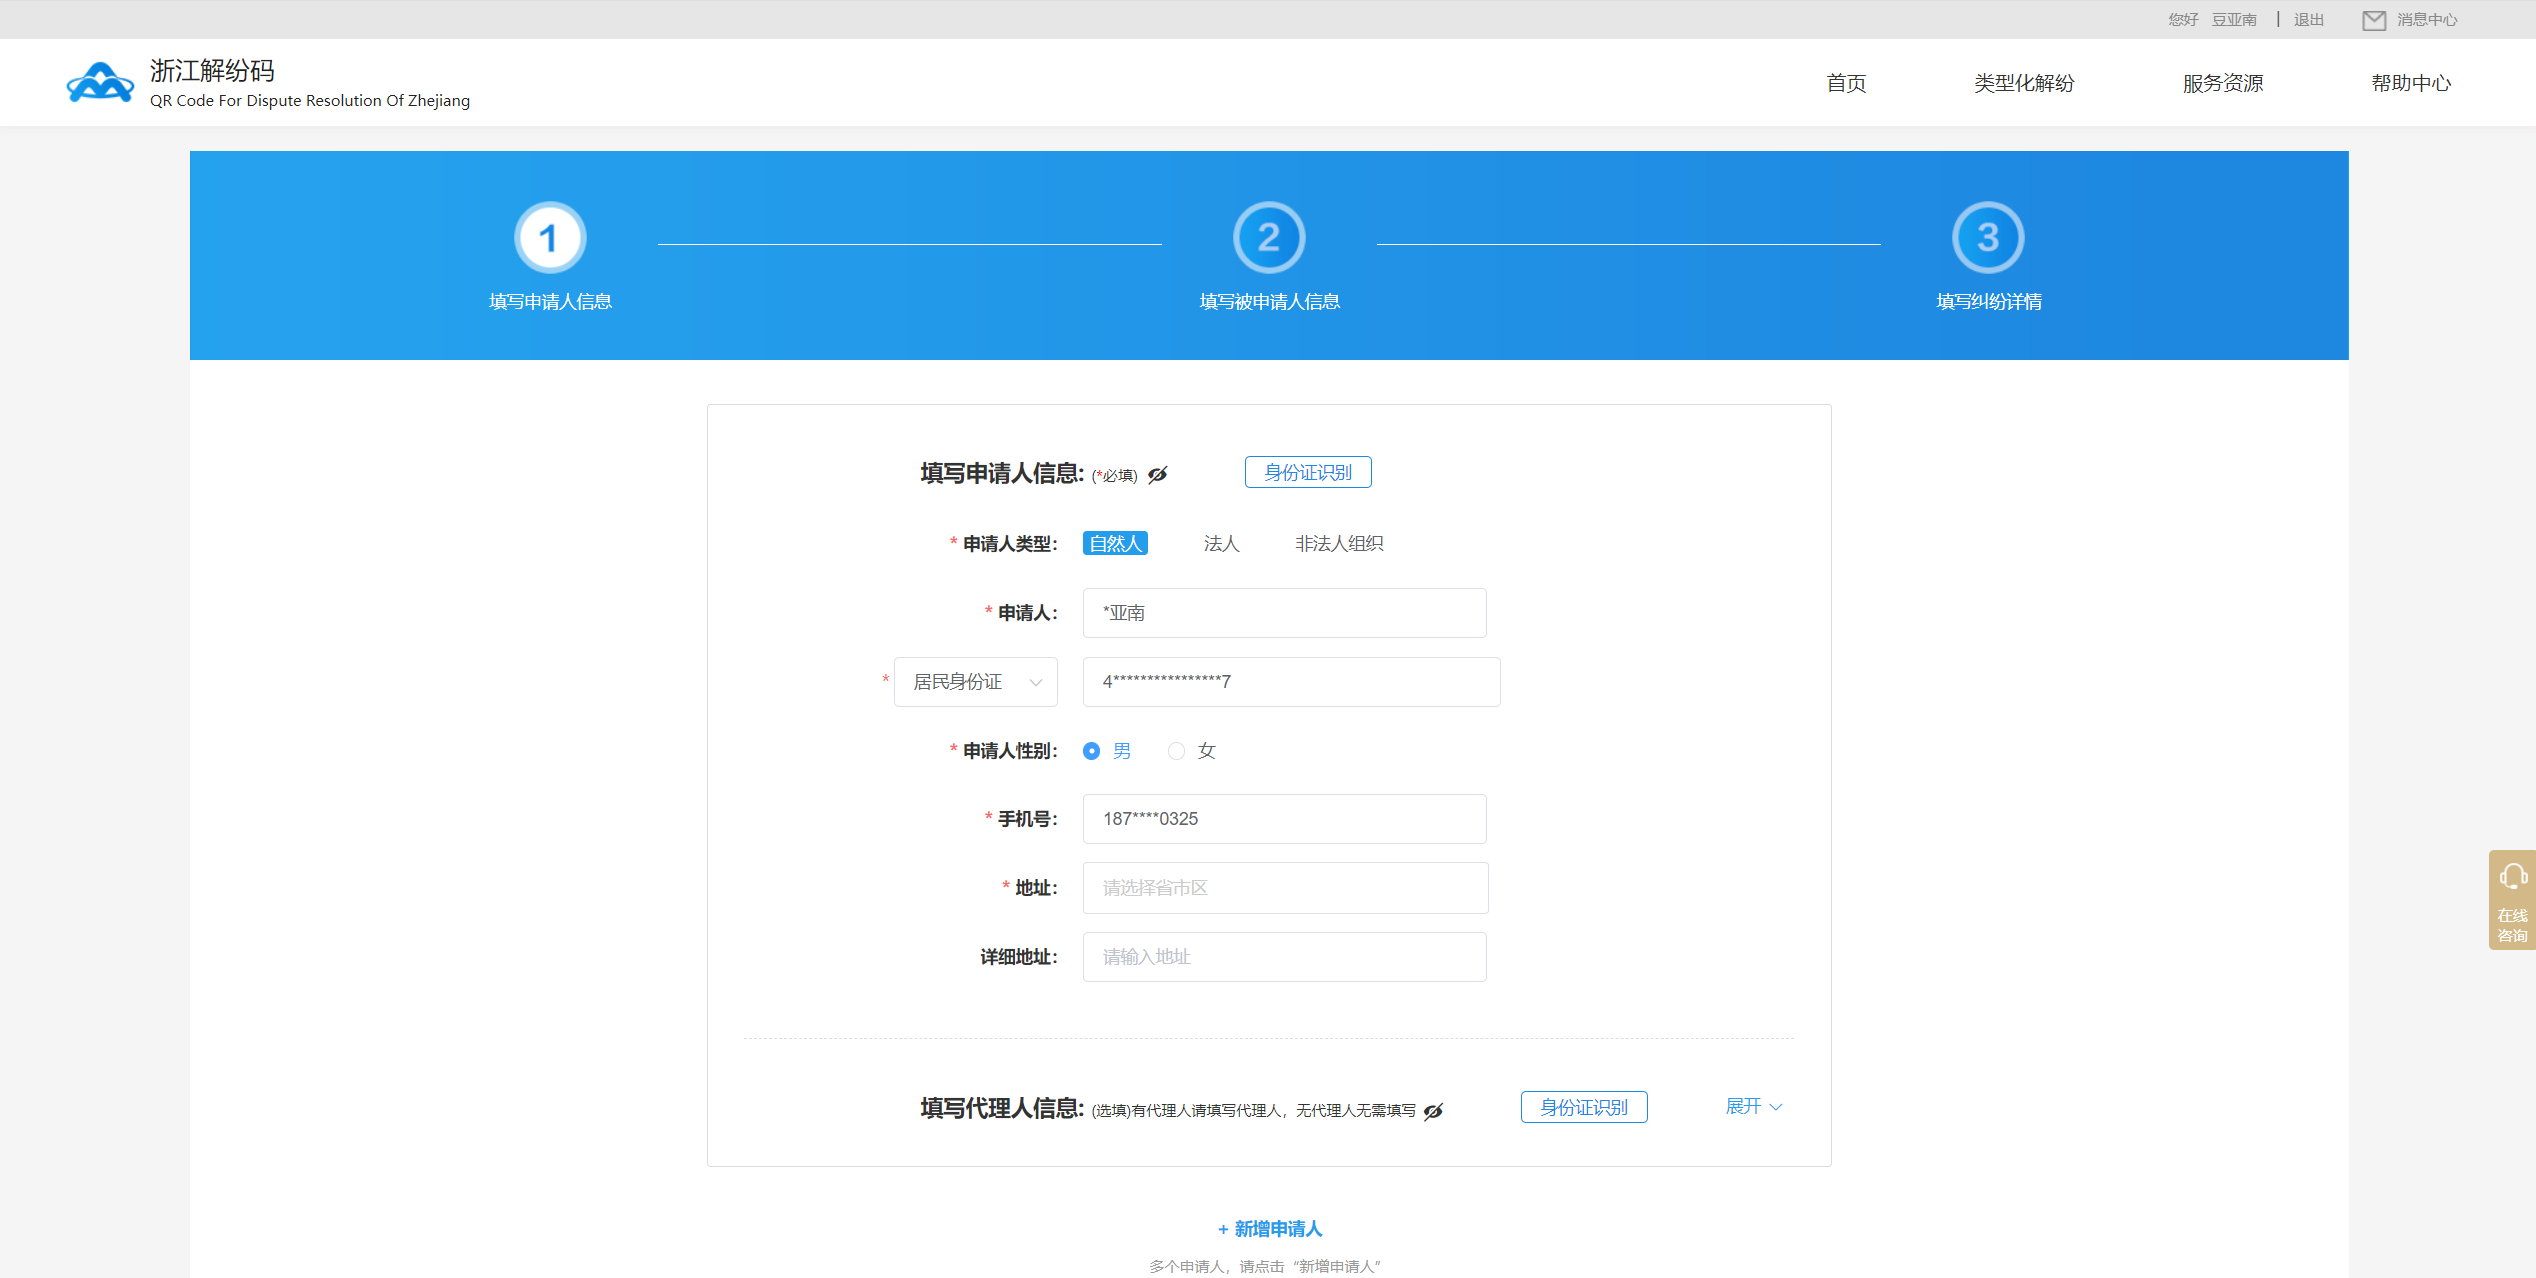 您好 豆亚南 | 退出 消息中心
浙江解纷码
QR Code For Dispute Resolution Of Zhejiang
首页 类型化解纷 服务资源 帮助中心
1 2 3
填写申请人信息 填写被申请人信息 填写纠纷详情
填写申请人信息: (*必填) 身份证识别
* 申请人类型: 自然人 法人 非法人组织
* 申请人: *亚南
* 居民身份证 4****************7
* 申请人性别: 男 女
* 手机号: 187****0325
* 地址: 请选择省市区
详细地址: 请输入地址
在线
咨询
填写代理人信息: (选填)有代理人请填写代理人，无代理人无需填写 身份证识别 展开
+ 新增申请人
多个申请人，请点击“新增申请人”